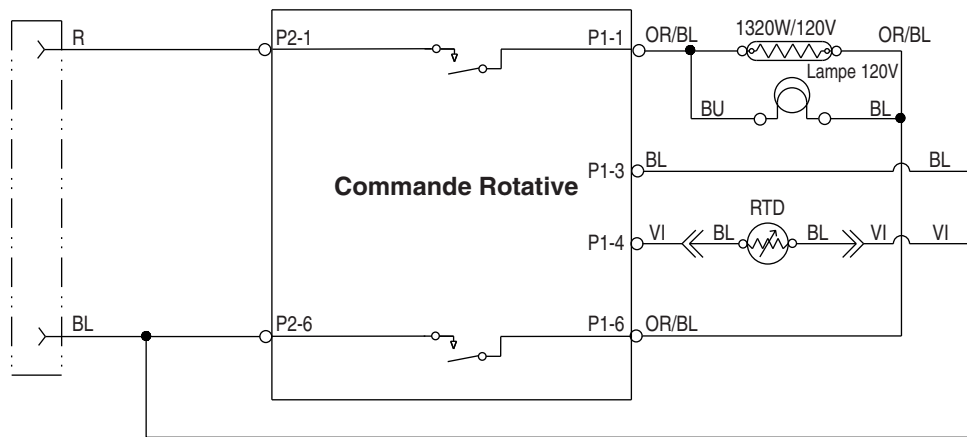 R
P2-1
P1-1
OR/BL
1320W/120V
OR/BL
Lampe 120V
BU
BL
P1-3
BL
BL
Commande Rotative
RTD
P1-4
VI
BL
BL
VI
VI
BL
P2-6
P1-6
OR/BL